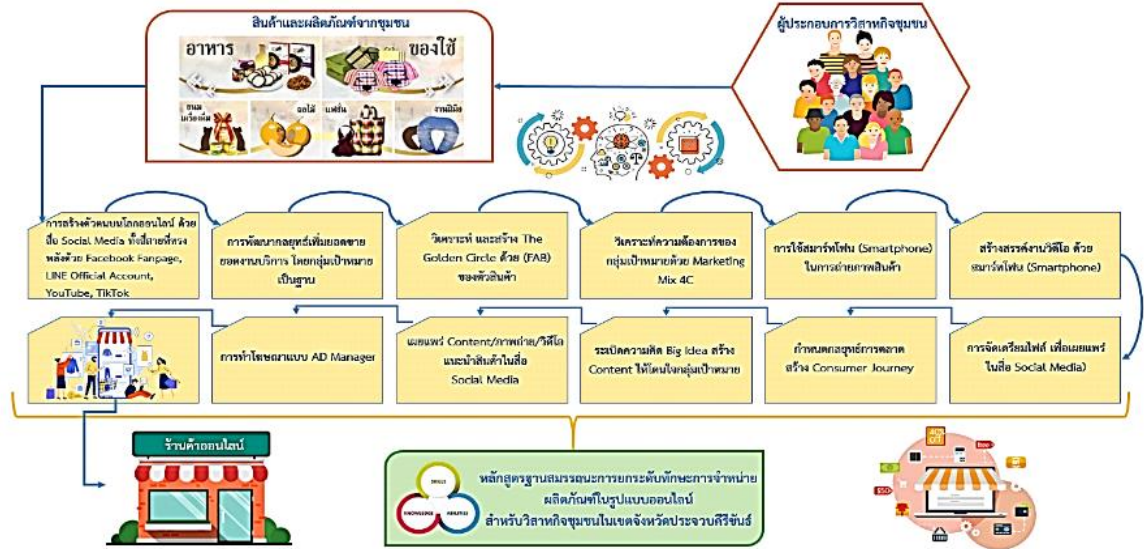 สินค้าและผลิตภัณฑ์จากชุมชน
ผู้ประกอบการวิสาหกิจชุมชน
อาหาร
ของใช้
ขนม
เครื่องดื่ม
ผลไม้
แฟชั่น
งานฝีมือ
การสร้างตัวตนบนโลกออนไลน์ ด้วย
สื่อ Social Media ทั้งสี่สายที่ทรง
พลังด้วย Facebook Fanpage,
LINE Official Account,
YouTube, TikTok
การพัฒนากลยุทธ์เพิ่มยอดขาย
ยอดงานบริการ โดยกลุ่มเป้าหมาย
เป็นฐาน
วิเคราะห์ และสร้าง The
Golden Circle ด้วย (FAB)
ของตัวสินค้า
วิเคราะห์ความต้องการของ
กลุ่มเป้าหมายด้วย Marketing
Mix 4C
การใช้สมาร์ทโฟน (Smartphone)
ในการถ่ายภาพสินค้า
สร้างสรรค์งานวิดีโอ ด้วย
สมาร์ทโฟน (Smartphone)
การทำโฆษณาแบบ AD Manager
เผยแพร่ Content/ภาพถ่าย/วิดีโอ
แนะนำสินค้าในสื่อ
Social Media
ระเบิดความคิด Big Idea สร้าง
Content ให้โดนใจกลุ่มเป้าหมาย
กำหนดกลยุทธ์การตลาด
สร้าง Consumer Journey
การจัดเตรียมไฟล์ เพื่อเผยแพร่
ในสื่อ Social Media)
ร้านค้าออนไลน์
SKILLS
KNOWLEDGE
ABILITIES
หลักสูตรฐานสมรรถนะการยกระดับทักษะการจำหน่าย
ผลิตภัณฑ์ในรูปแบบออนไลน์
สำหรับวิสาหกิจชุมชนในเขตจังหวัดประจวบคีรีขันธ์
40%
OFF
$50